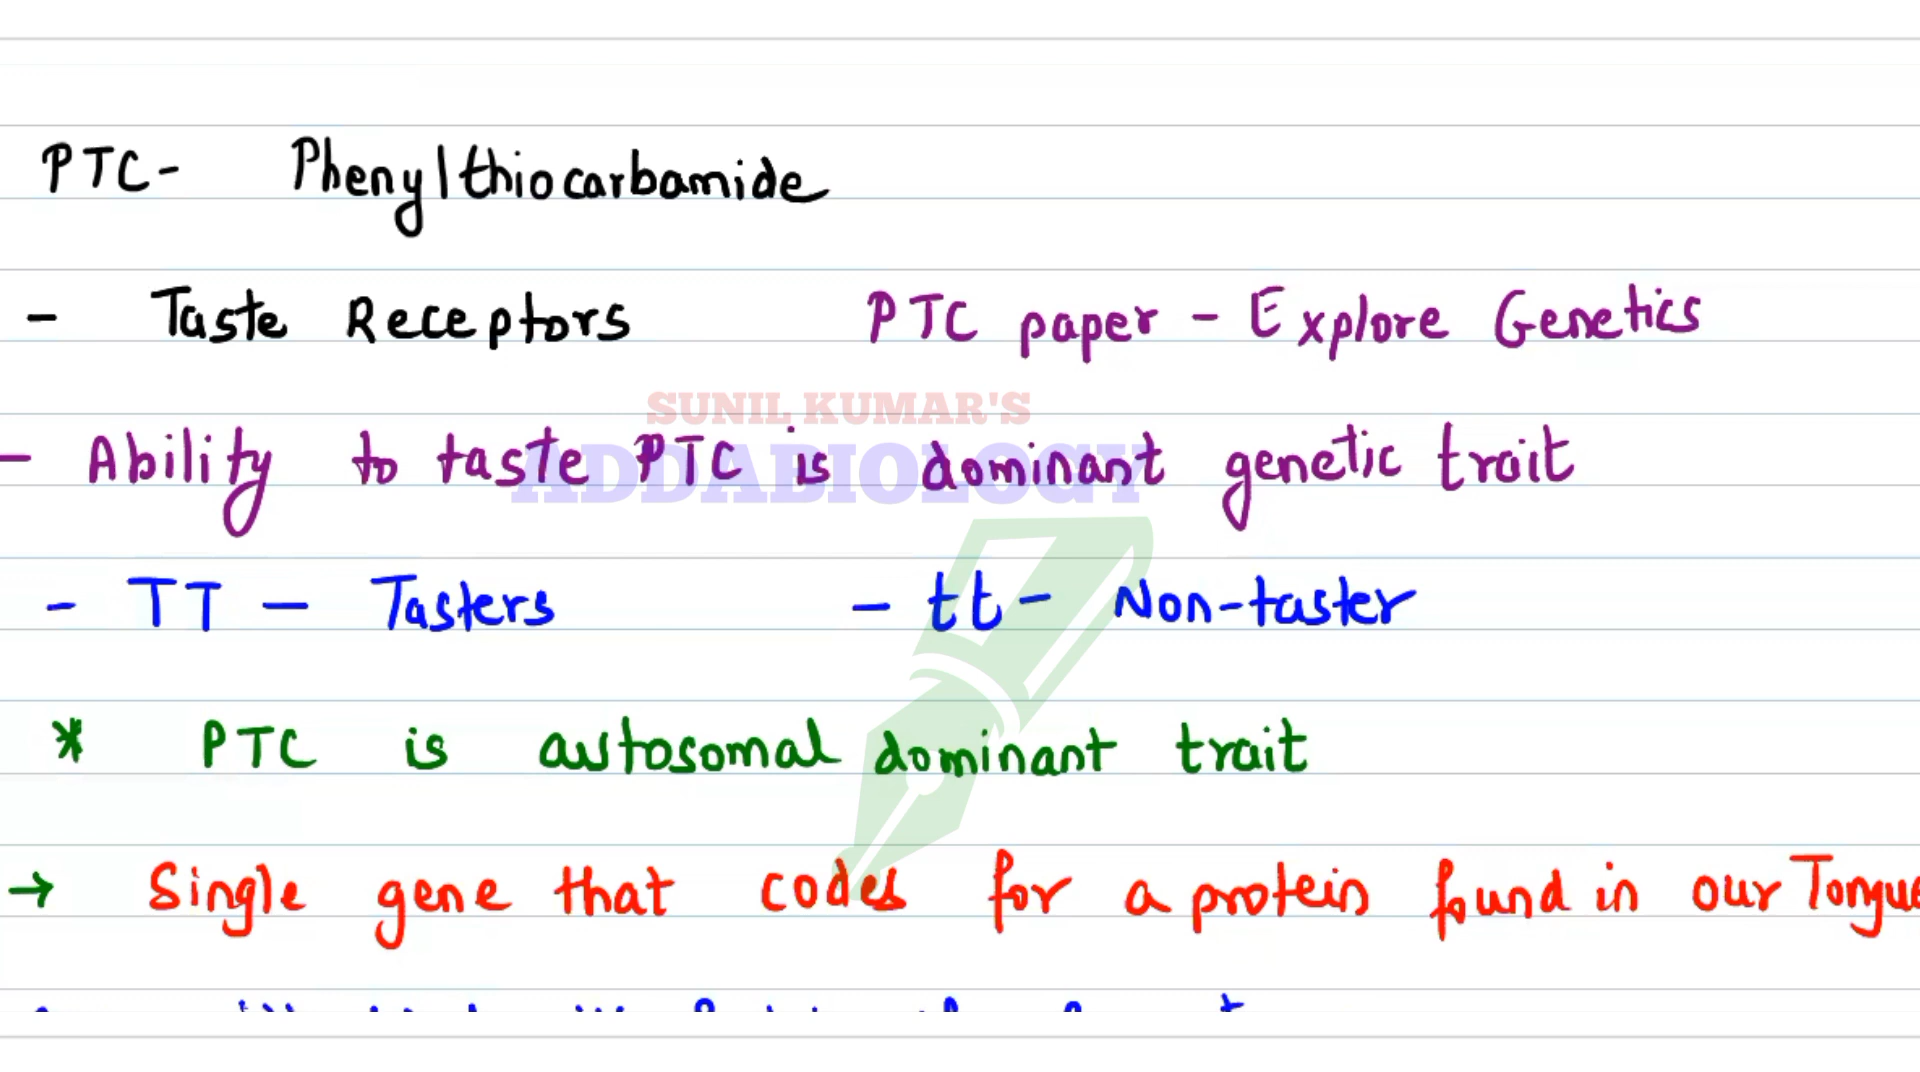 PTC- Phenylthiocarbamide
- Taste Receptors PTC paper - Explore Genetics
SUNIL KUMAR'S
ADDABIOLOGY
- Ability to taste PTC is dominant genetic trait
- TT - Tasters - tt - Non-taster
* PTC is autosomal dominant trait
→ Single gene that codes for a protein found in our Tongue